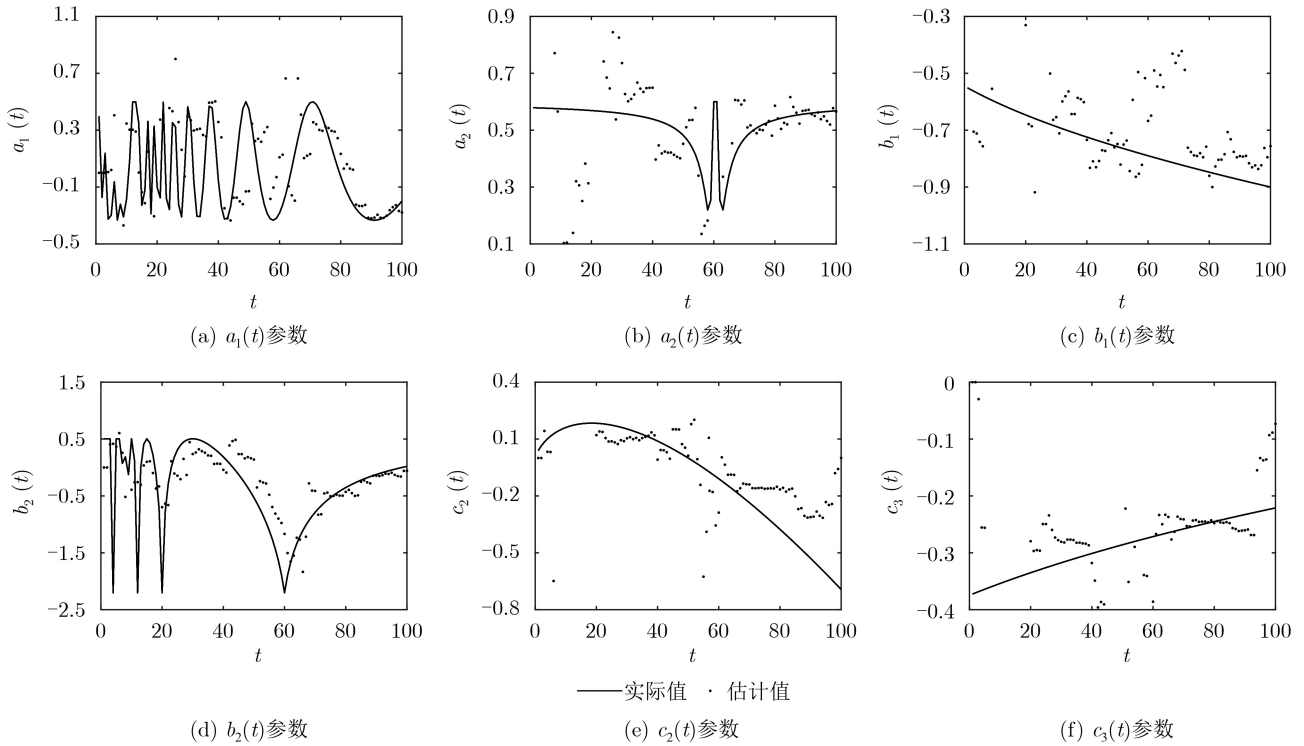 1.1
0.7
0.3
−0.1
−0.5
a₁ (t)
0 20 40 60 80 100
t
(a) a₁(t)参数
0.9
0.7
0.5
0.3
0.1
a₂ (t)
0 20 40 60 80 100
t
(b) a₂(t)参数
−0.3
−0.5
−0.7
−0.9
−1.1
b₁ (t)
0 20 40 60 80 100
t
(c) b₁(t)参数
1.5
0.5
−0.5
−1.5
−2.5
b₂ (t)
0 20 40 60 80 100
t
0.4
0.1
−0.2
−0.5
−0.8
c₂ (t)
0 20 40 60 80 100
t
0
−0.1
−0.2
−0.3
−0.4
c₃ (t)
0 20 40 60 80 100
t
实际值 估计值
(d) b₂(t)参数
(e) c₂(t)参数
(f) c₃(t)参数